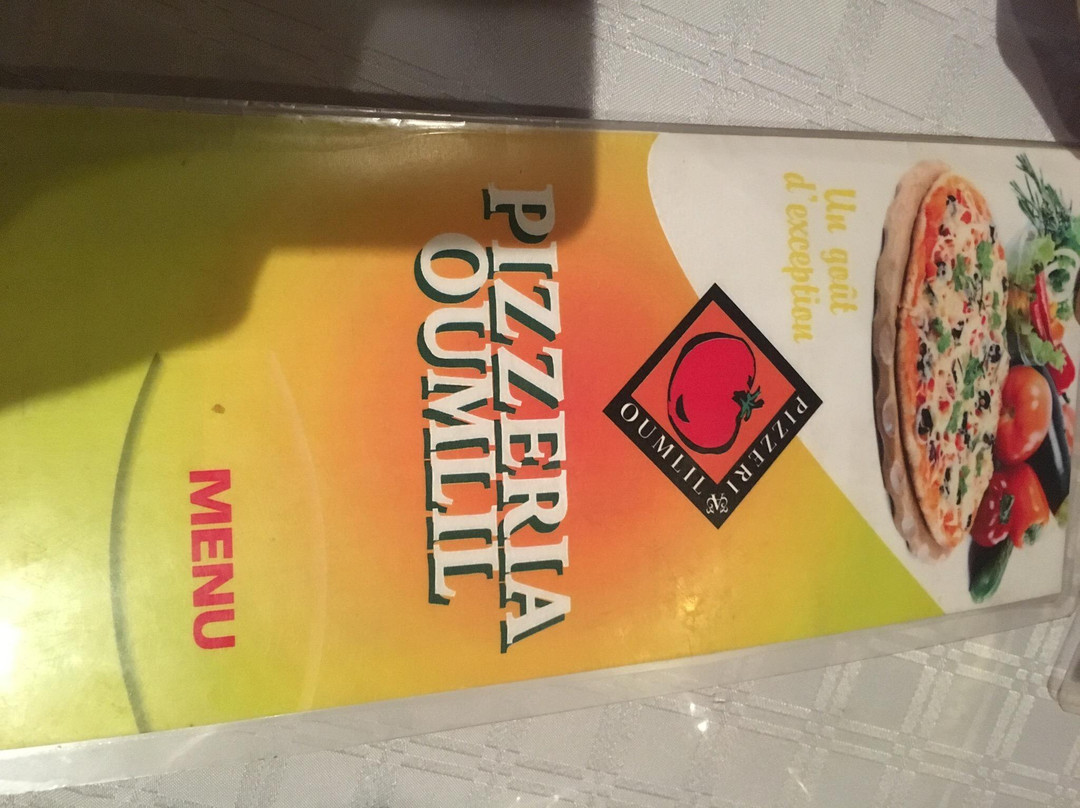 Un goût
d'exception
PIZZERIA
OUMLIL
PIZZERIA
OUMLIL
MENU